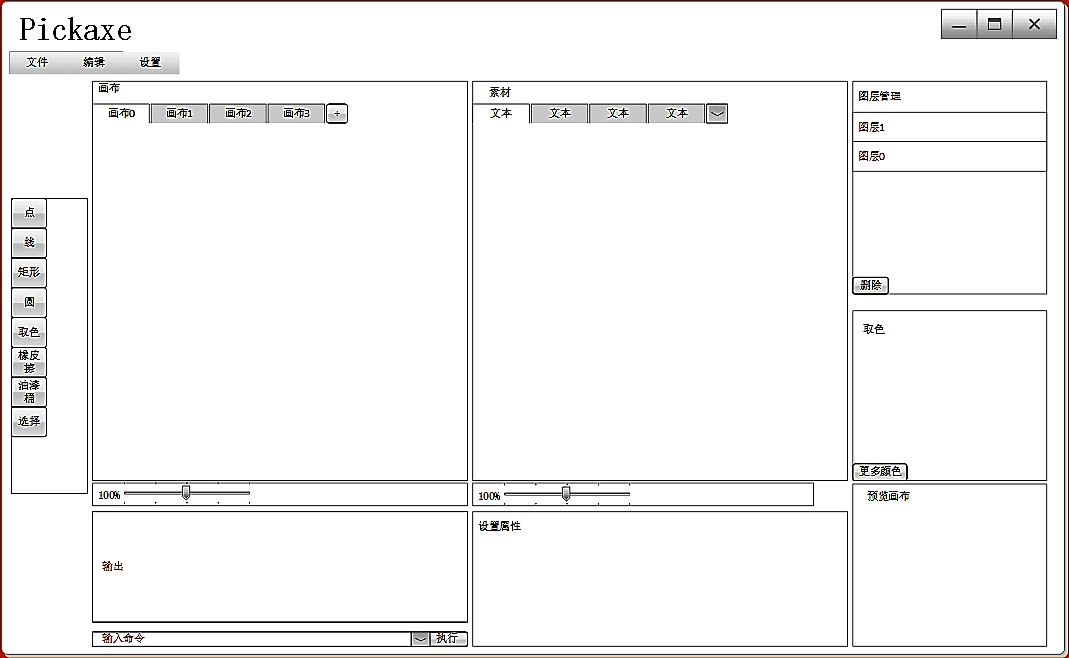 Pickaxe
文件 编辑 设置
画布
画布0 画布1 画布2 画布3 +
素材
文本 文本 文本 文本
图层管理
图层1
图层0
删除
点
线
矩形
圆
取色
橡皮
擦
油漆
桶
选择
取色
更多颜色
100%
100%
预览画布
输出
设置属性
输入命令 执行